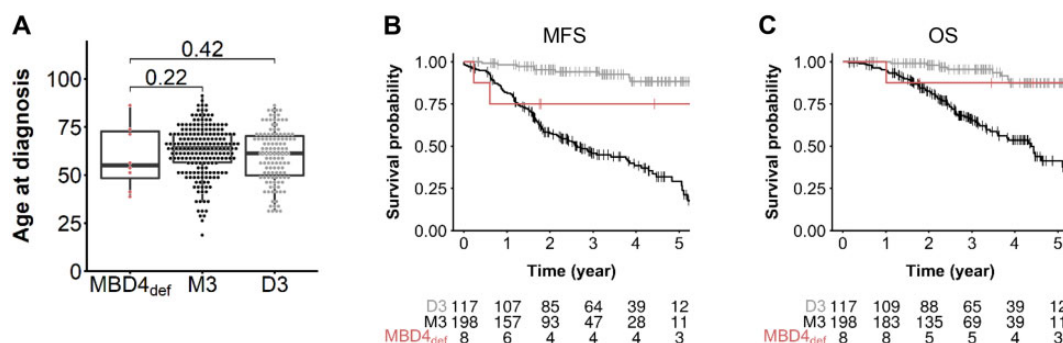 A
Age at diagnosis
100
75
50
25
0
0.42
0.22
MBD4def M3 D3
B
MFS
Survival probability
1.00
0.75
0.50
0.25
0.00
0 1 2 3 4 5
Time (year)
D3 117 107 85 64 39 12
M3 198 157 93 47 28 11
MBD4def 8 6 4 4 4 3
C
OS
Survival probability
1.00
0.75
0.50
0.25
0.00
0 1 2 3 4 5
Time (year)
D3 117 109 88 65 39 12
M3 198 183 135 69 39 11
MBD4def 8 8 5 5 4 3